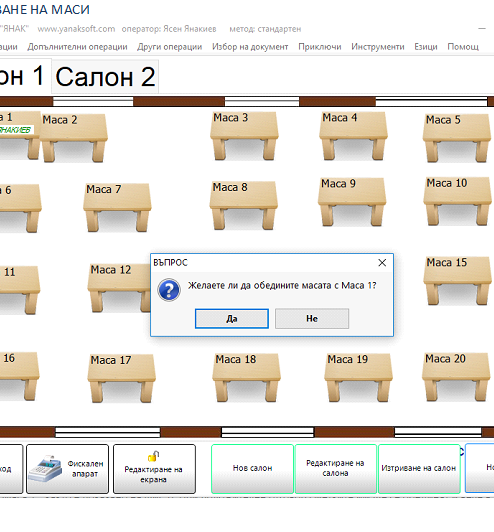 ВАНЕ НА МАСИ
"ЯНАК" www.yanaksoft.com оператор: Ясен Янакиев метод: стандартен
ации Допълнителни операции Други операции Избор на документ Приключи Инструменти Езици Помощ
он 1 Салон 2
а 1 Маса 2 Маса 3 Маса 4 Маса 5
ЯНАКИЕВ
а 6 Маса 7 Маса 8 Маса 9 Маса 10
11 Маса 12 Маса 15
ВЪПРОС
Желаете ли да обедините масата с Маса 1?
Да Не
16 Маса 17 Маса 18 Маса 19 Маса 20
ход
Фискален
апарат
Редактиране на
екрана
Нов салон
Редактиране на
салона
Изтриване на салон
Но